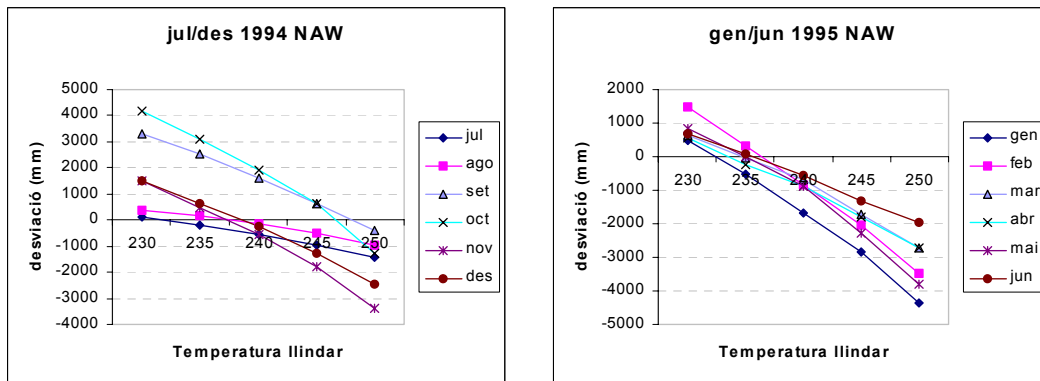 jul/des 1994 NAW
5000
4000
3000
2000
1000
0
-1000
-2000
-3000
-4000
230 235 240 245 250
desviació (mm)
Temperatura llindar
jul
ago
set
oct
nov
des
gen/jun 1995 NAW
2000
1000
0
-1000
-2000
-3000
-4000
-5000
230 235 240 245 250
desviació (mm)
Temperatura llindar
gen
feb
mar
abr
mai
jun